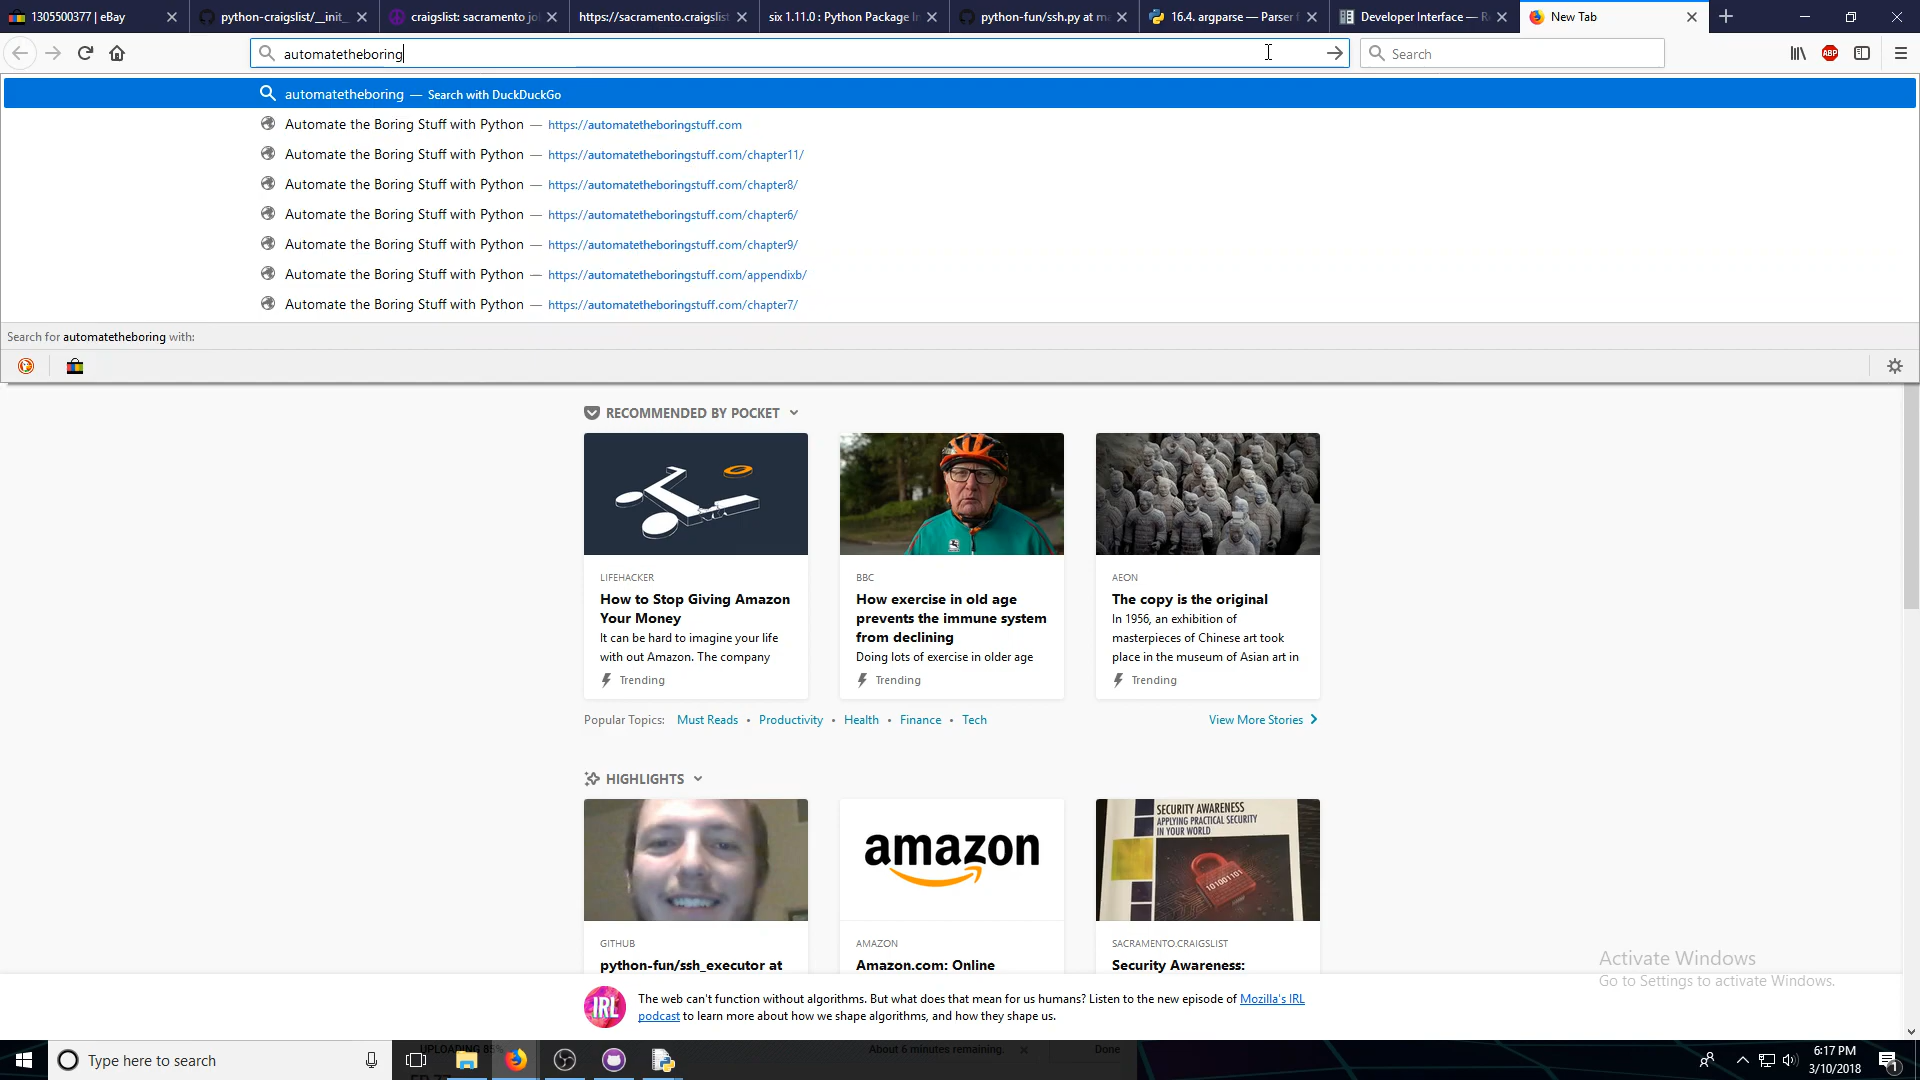 1305500377 | eBay
python-craigslist/__init_
craigslist: sacramento jo
https://sacramento.craigslist
six 1.11.0 : Python Package In
python-fun/ssh.py at ma
16.4. argparse — Parser f
Developer Interface — Re
New Tab
automatetheboring
Search
automatetheboring — Search with DuckDuckGo
Automate the Boring Stuff with Python — https://automatetheboringstuff.com
Automate the Boring Stuff with Python — https://automatetheboringstuff.com/chapter11/
Automate the Boring Stuff with Python — https://automatetheboringstuff.com/chapter8/
Automate the Boring Stuff with Python — https://automatetheboringstuff.com/chapter6/
Automate the Boring Stuff with Python — https://automatetheboringstuff.com/chapter9/
Automate the Boring Stuff with Python — https://automatetheboringstuff.com/appendixb/
Automate the Boring Stuff with Python — https://automatetheboringstuff.com/chapter7/
Search for automatetheboring with:
RECOMMENDED BY POCKET
LIFEHACKER
How to Stop Giving Amazon
Your Money
It can be hard to imagine your life
with out Amazon. The company
Trending
BBC
How exercise in old age
prevents the immune system
from declining
Doing lots of exercise in older age
Trending
AEON
The copy is the original
In 1956, an exhibition of
masterpieces of Chinese art took
place in the museum of Asian art in
Trending
Popular Topics: Must Reads • Productivity • Health • Finance • Tech
View More Stories
HIGHLIGHTS
amazon
SECURITY AWARENESS
APPLYING PRACTICAL SECURITY
IN YOUR WORLD
101001101
GITHUB
python-fun/ssh_executor at
AMAZON
Amazon.com: Online
SACRAMENTO.CRAIGSLIST
Security Awareness:
Activate Windows
Go to Settings to activate Windows.
IRL
The web can't function without algorithms. But what does that mean for us humans? Listen to the new episode of Mozilla's IRL
podcast to learn more about how we shape algorithms, and how they shape us.
Type here to search
UPLOADING 85%
About 6 minutes remaining.
Done
6:17 PM
3/10/2018
1
ABP